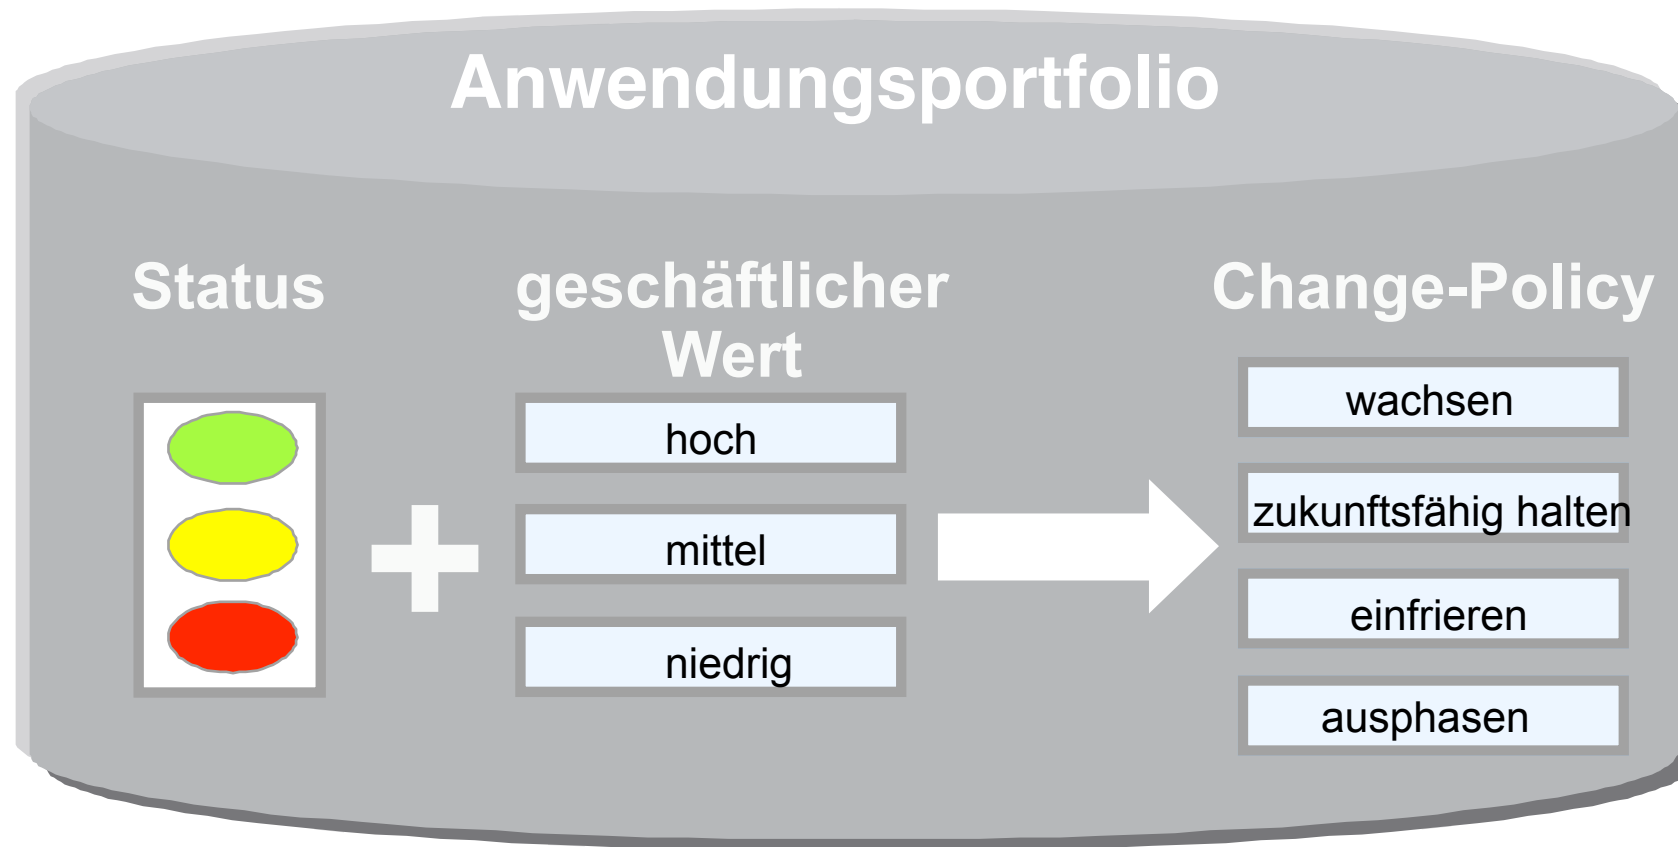 Anwendungsportfolio
Status
geschäftlicher
Wert
hoch
mittel
niedrig
Change-Policy
wachsen
zukunftsfähig halten
einfrieren
ausphasen